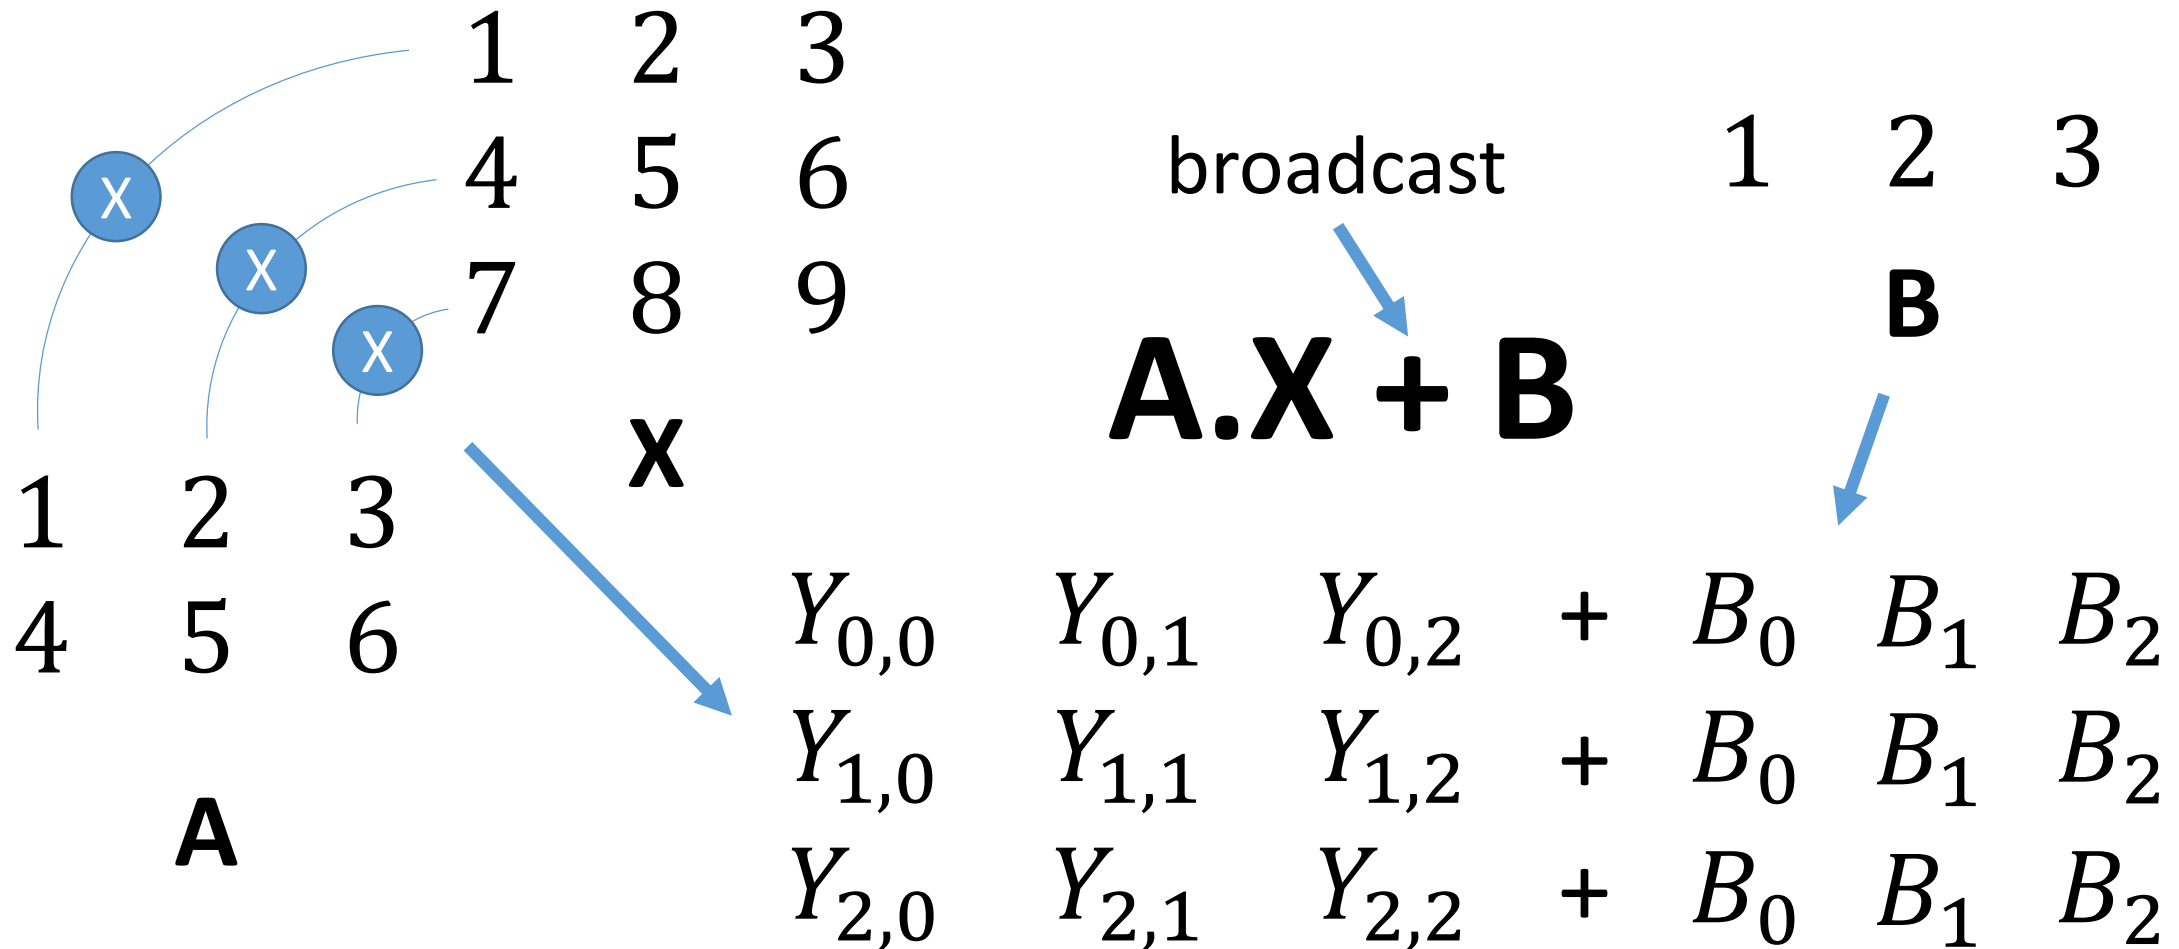 1 2 3
4 5 6
7 8 9
X
X
X
X
1 2 3
4 5 6
A
broadcast
A.X + B
1 2 3
B
Y0,0 Y0,1 Y0,2 + B0 B1 B2
Y1,0 Y1,1 Y1,2 + B0 B1 B2
Y2,0 Y2,1 Y2,2 + B0 B1 B2